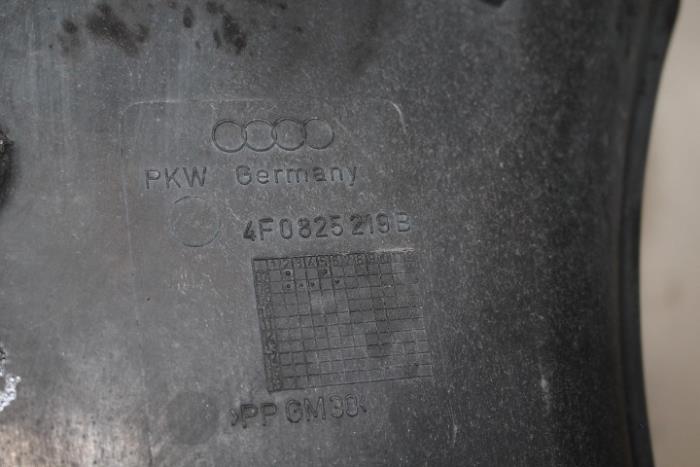 PKW Germany
4F0825219B
>PP GM30<